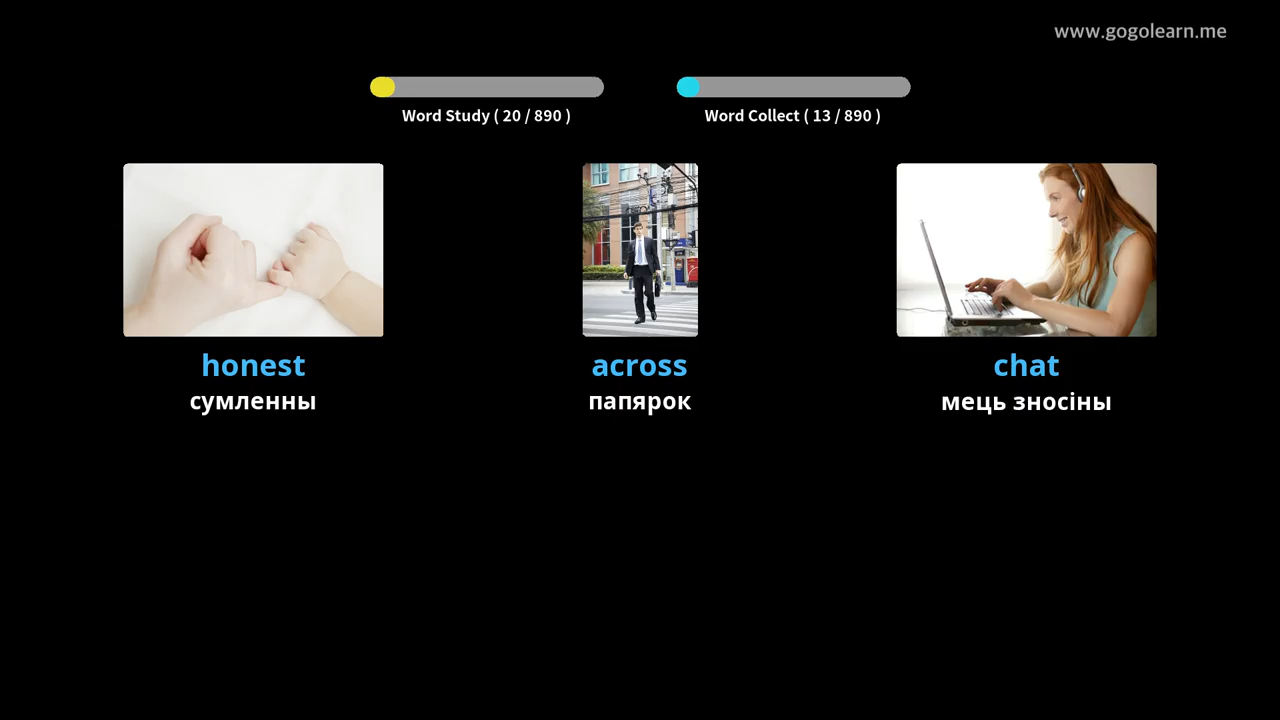 www.gogolearn.me
Word Study ( 20 / 890 )
Word Collect ( 13 / 890 )
honest
across
chat
сумленны
папярок
мець зносіны